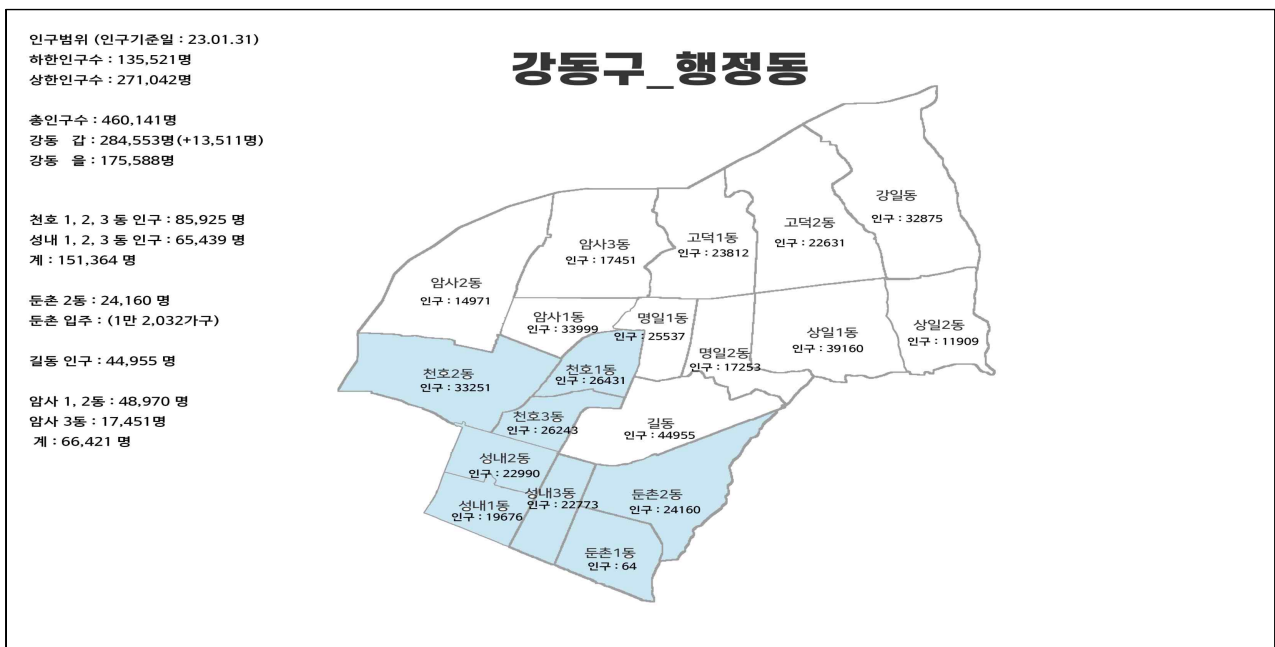 인구범위 (인구기준일 : 23.01.31)
하한인구수 : 135,521명
상한인구수 : 271,042명
강동구_행정동
총인구수 : 460,141명
강동 갑 : 284,553명(+13,511명)
강동 을 : 175,588명
천호 1, 2, 3 동 인구 : 85,925 명
성내 1, 2, 3 동 인구 : 65,439 명
계 : 151,364 명
둔촌 2동 : 24,160 명
둔촌 입주 : (1만 2,032가구)
길동 인구 : 44,955 명
암사 1, 2동 : 48,970 명
암사 3동 : 17,451명
계 : 66,421 명
강일동
인구 : 32875
고덕2동
인구 : 22631
고덕1동
인구 : 23812
암사3동
인구 : 17451
암사2동
인구 : 14971
암사1동
인구 : 33999
명일1동
인구 : 25537
명일2동
인구 : 17253
상일1동
인구 : 39160
상일2동
인구 : 11909
천호2동
인구 : 33251
천호1동
인구 : 26431
천호3동
인구 : 26243
길동
인구 : 44955
성내2동
인구 : 22990
성내3동
인구 : 22773
성내1동
인구 : 19676
둔촌2동
인구 : 24160
둔촌1동
인구 : 64